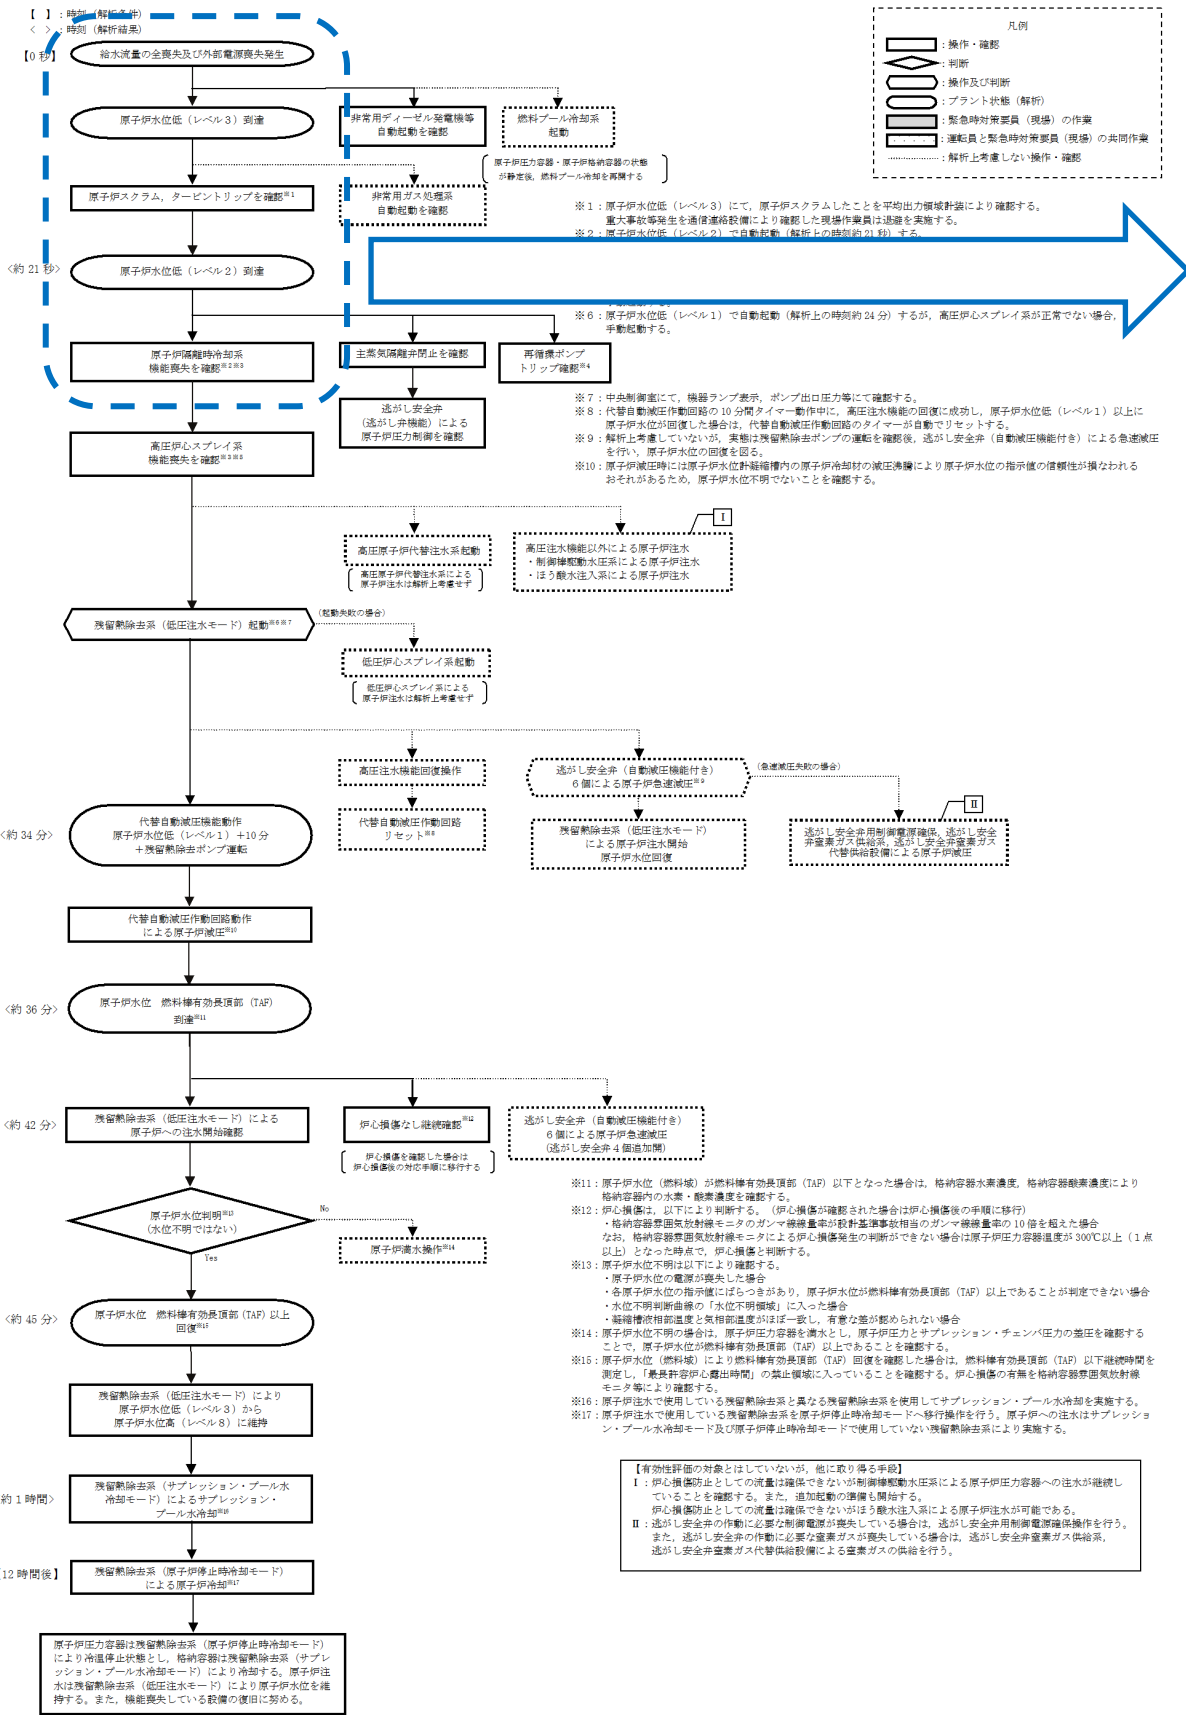 【　】：時刻（解析条件）
＜　＞：時刻（解析結果）
【0 秒】
給水流量の全喪失及び外部電源喪失発生
原子炉水位低（レベル３）到達
非常用ディーゼル発電機等
自動起動を確認
燃料プール冷却系
起動
原子炉圧力容器・原子炉格納容器の状態
が静定後，燃料プール冷却を再開する
原子炉スクラム，タービントリップを確認※1
非常用ガス処理系
自動起動を確認
＜約 21 秒＞
原子炉水位低（レベル２）到達
原子炉隔離時冷却系
機能喪失を確認※2※3
主蒸気隔離弁閉止を確認
再循環ポンプ
トリップ確認※4
逃がし安全弁
（逃がし弁機能）による
原子炉圧力制御を確認
高圧炉心スプレイ系
機能喪失を確認
凡例
：操作・確認
：判断
：操作及び判断
：プラント状態（解析）
：緊急時対策要員（現場）の作業
：運転員と緊急時対策要員（現場）の共同作業
：解析上考慮しない操作・確認
※１：原子炉水位低（レベル３）にて，原子炉スクラムしたことを平均出力領域計装により確認する。
重大事故等発生を通信連絡設備により確認した現場作業員は退避を実施する。
※２：原子炉水位低（レベル２）で自動起動（解析上の時刻約 21 秒）する。
※６：原子炉水位低（レベル１）で自動起動（解析上の時刻約 24 分）するが，高圧炉心スプレイ系が正常でない場合，
手動起動する。
※７：中央制御室にて，機器ランプ表示，ポンプ出口圧力等にて確認する。
※８：代替自動減圧作動回路の 10 分間タイマー動作中に，高圧注水機能の回復に成功し，原子炉水位低（レベル１）以上に
原子炉水位が回復した場合は，代替自動減圧作動回路のタイマーが自動でリセットする。
※９：解析上考慮していないが，実態は残留熱除去ポンプの運転を確認後，逃がし安全弁（自動減圧機能付き）による急速減圧
を行い，原子炉水位の回復を図る。
※10：原子炉減圧時には原子炉水位計凝縮槽内の原子炉冷却材の減圧沸騰により原子炉水位の指示値の信頼性が損なわれる
おそれがあるため，原子炉水位不明でないことを確認する。
Ⅰ
高圧原子炉代替注水系起動
高圧原子炉代替注水系による
原子炉注水は解析上考慮せず
高圧注水機能以外による原子炉注水
・制御棒駆動水圧系による原子炉注水
・ほう酸水注入系による原子炉注水
残留熱除去系（低圧注水モード）起動※6※7
（起動失敗の場合）
低圧炉心スプレイ系起動
低圧炉心スプレイ系による
原子炉注水は解析上考慮せず
高圧注水機能回復操作
逃がし安全弁（自動減圧機能付き）
６個による原子炉急速減圧※9
（急速減圧失敗の場合）
Ⅱ
＜約 34 分＞
代替自動減圧機能動作
原子炉水位低（レベル１）＋10 分
＋残留熱除去ポンプ運転
代替自動減圧作動回路
リセット※8
残留熱除去系（低圧注水モード）
による原子炉注水開始
原子炉水位回復
逃がし安全弁用制御電源確保，逃がし安全
弁窒素ガス供給系，逃がし安全弁窒素ガス
代替供給設備による原子炉減圧
代替自動減圧作動回路動作
による原子炉減圧※10
＜約 36 分＞
原子炉水位　燃料棒有効長頂部（TAF）
到達※11
＜約 42 分＞
残留熱除去系（低圧注水モード）による
原子炉への注水開始確認
炉心損傷なし継続確認※12
炉心損傷を確認した場合は
炉心損傷後の対応手順に移行する
逃がし安全弁（自動減圧機能付き）
６個による原子炉急速減圧
（逃がし安全弁４個追加開）
原子炉水位判明※13
（水位不明ではない）
No
Yes
原子炉満水操作※14
＜約 45 分＞
原子炉水位　燃料棒有効長頂部（TAF）以上
回復※15
残留熱除去系（低圧注水モード）により
原子炉水位低（レベル３）から
原子炉水位高（レベル８）に維持
約 1 時間＞
残留熱除去系（サプレッション・プール水
冷却モード）によるサプレッション・
プール水冷却※16
12 時間後】
残留熱除去系（原子炉停止時冷却モード）
による原子炉冷却※17
原子炉圧力容器は残留熱除去系（原子炉停止時冷却モード）
により冷温停止状態とし，格納容器は残留熱除去系（サプレ
ッション・プール水冷却モード）により冷却する。原子炉注
水は残留熱除去系（低圧注水モード）により原子炉水位を維
持する。また，機能喪失している設備の復旧に努める。
※11：原子炉水位（燃料域）が燃料棒有効長頂部（TAF）以下となった場合は，格納容器水素濃度，格納容器酸素濃度により
格納容器内の水素・酸素濃度を確認する。
※12：炉心損傷は，以下により判断する。（炉心損傷が確認された場合は炉心損傷後の手順に移行）
・格納容器雰囲気放射線モニタのガンマ線線量率が設計基準事故相当のガンマ線線量率の 10 倍を超えた場合
なお，格納容器雰囲気放射線モニタによる炉心損傷発生の判断ができない場合は原子炉圧力容器温度が 300℃以上（１点
以上）となった時点で，炉心損傷と判断する。
※13：原子炉水位不明は以下により確認する。
・原子炉水位の電源が喪失した場合
・各原子炉水位の指示値にばらつきがあり，原子炉水位が燃料棒有効長頂部（TAF）以上であることが判定できない場合
・水位不明判断曲線の「水位不明領域」に入った場合
・凝縮槽液相部温度と気相部温度がほぼ一致し，有意な差が認められない場合
※14：原子炉水位不明の場合は，原子炉圧力容器を満水とし，原子炉圧力とサプレッション・チェンバ圧力の差圧を確認する
ことで，原子炉水位が燃料棒有効長頂部（TAF）以上であることを確認する。
※15：原子炉水位（燃料域）により燃料棒有効長頂部（TAF）回復を確認した場合は，燃料棒有効長頂部（TAF）以下継続時間を
測定し，「最長許容炉心露出時間」の禁止領域に入っていることを確認する。炉心損傷の有無を格納容器雰囲気放射線
モニタ等により確認する。
※16：原子炉注水で使用している残留熱除去系と異なる残留熱除去系を使用してサプレッション・プール水冷却を実施する。
※17：原子炉注水で使用している残留熱除去系を原子炉停止時冷却モードへ移行操作を行う。原子炉への注水はサプレッショ
ン・プール水冷却モード及び原子炉停止時冷却モードで使用していない残留熱除去系により実施する。
【有効性評価の対象とはしていないが，他に取り得る手段】
Ⅰ：炉心損傷防止としての流量は確保できないが制御棒駆動水圧系による原子炉圧力容器への注水が継続し
ていることを確認する。また，追加起動の準備も開始する。
炉心損傷防止としての流量は確保できないがほう酸水注入系による原子炉注水が可能である。
Ⅱ：逃がし安全弁の作動に必要な制御電源が喪失している場合は，逃がし安全弁用制御電源確保操作を行う。
また，逃がし安全弁の作動に必要な窒素ガスが喪失している場合は，逃がし安全弁窒素ガス供給系，
逃がし安全弁窒素ガス代替供給設備による窒素ガスの供給を行う。